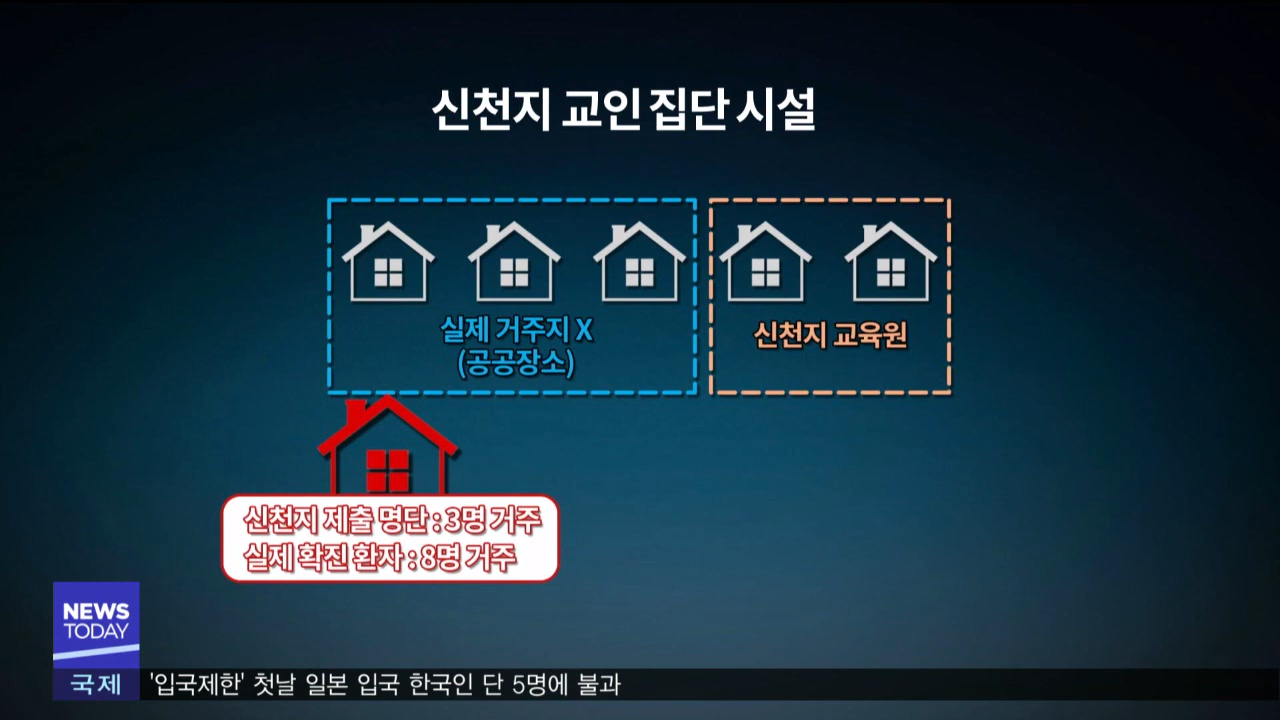 신천지 교인 집단 시설
실제 거주지 X
(공공장소)
신천지 교육원
신천지 제출 명단 : 3명 거주
실제 확진 환자 : 8명 거주
NEWS
TODAY
국제 '입국제한' 첫날 일본 입국 한국인 단 5명에 불과